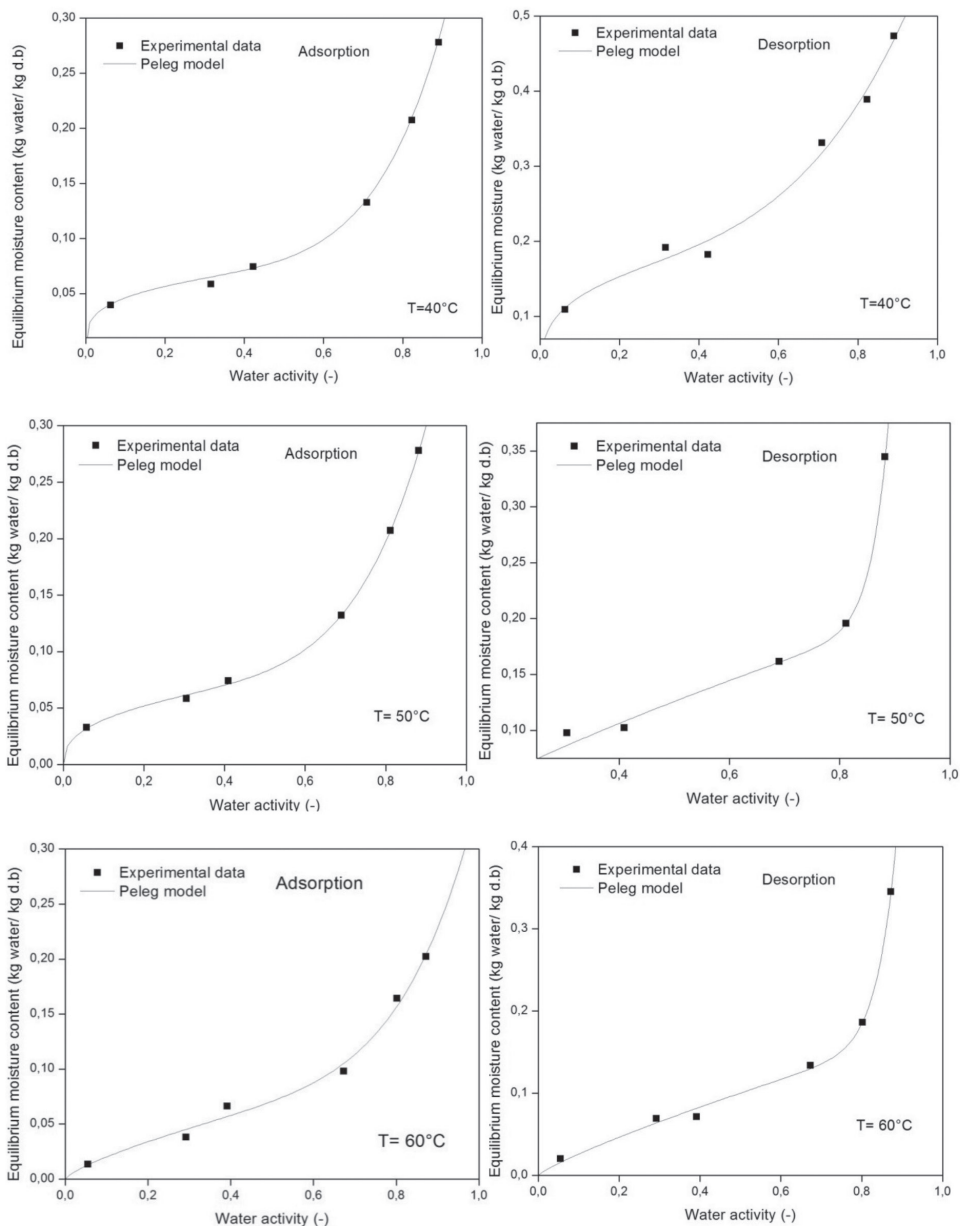 Equilibrium moisture content (kg water/ kg d.b)
0,30
0,25
0,20
0,15
0,10
0,05
Experimental data
Peleg model
Adsorption
T=40°C
0,0 0,2 0,4 0,6 0,8 1,0
Water activity (-)
Equilibrium moisture (kg water/ kg d.b)
0,5
0,4
0,3
0,2
0,1
Experimental data
Peleg model
Desorption
T=40°C
0,0 0,2 0,4 0,6 0,8 1,0
Water activity (-)
Equilibrium moisture content (kg water/ kg d.b)
0,30
0,25
0,20
0,15
0,10
0,05
0,00
Experimental data
Peleg model
Adsorption
T= 50°C
0,0 0,2 0,4 0,6 0,8 1,0
Water activity (-)
Equilibrium moisture content (kg water/ kg d.b)
0,35
0,30
0,25
0,20
0,15
0,10
Experimental data
Peleg model
Desorption
T= 50°C
0,4 0,6 0,8 1,0
Water activity (-)
Equilibrium moisture content (kg water/ kg d.b)
0,30
0,25
0,20
0,15
0,10
0,05
0,00
Experimental data
Peleg model
Adsorption
T= 60°C
0,0 0,2 0,4 0,6 0,8 1,0
Water activity (-)
Equilibrium moisture content (kg water/ kg d.b)
0,4
0,3
0,2
0,1
0,0
Experimental data
Peleg model
Desorption
T= 60°C
0,0 0,2 0,4 0,6 0,8 1,0
Water activity (-)